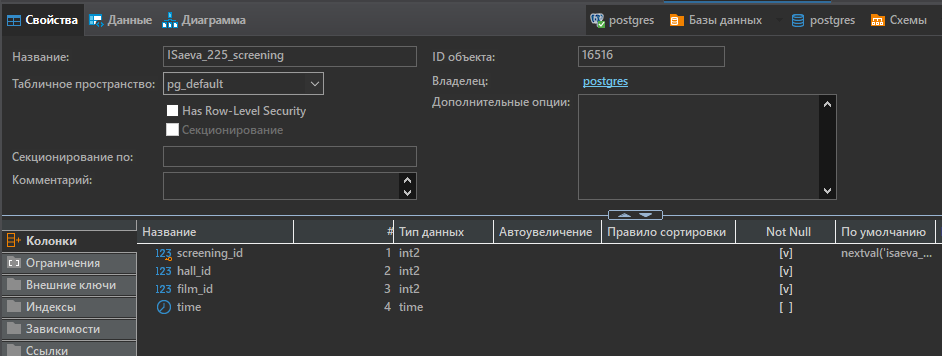 Свойства Данные Диаграмма postgres Базы данных postgres Схемы
Название: ISaeva_225_screening ID объекта: 16516
Табличное пространство: pg_default Владелец: postgres
Дополнительные опции:
Has Row-Level Security
Секционирование
Секционирование по:
Комментарий:
Колонки
Ограничения
Внешние ключи
Индексы
Зависимости
Ссылки
Название # Тип данных Автоувеличение Правило сортировки Not Null По умолчанию
123 screening_id 1 int2 [v] nextval('isaeva_...
123 hall_id 2 int2 [v]
123 film_id 3 int2 [v]
time 4 time [ ]